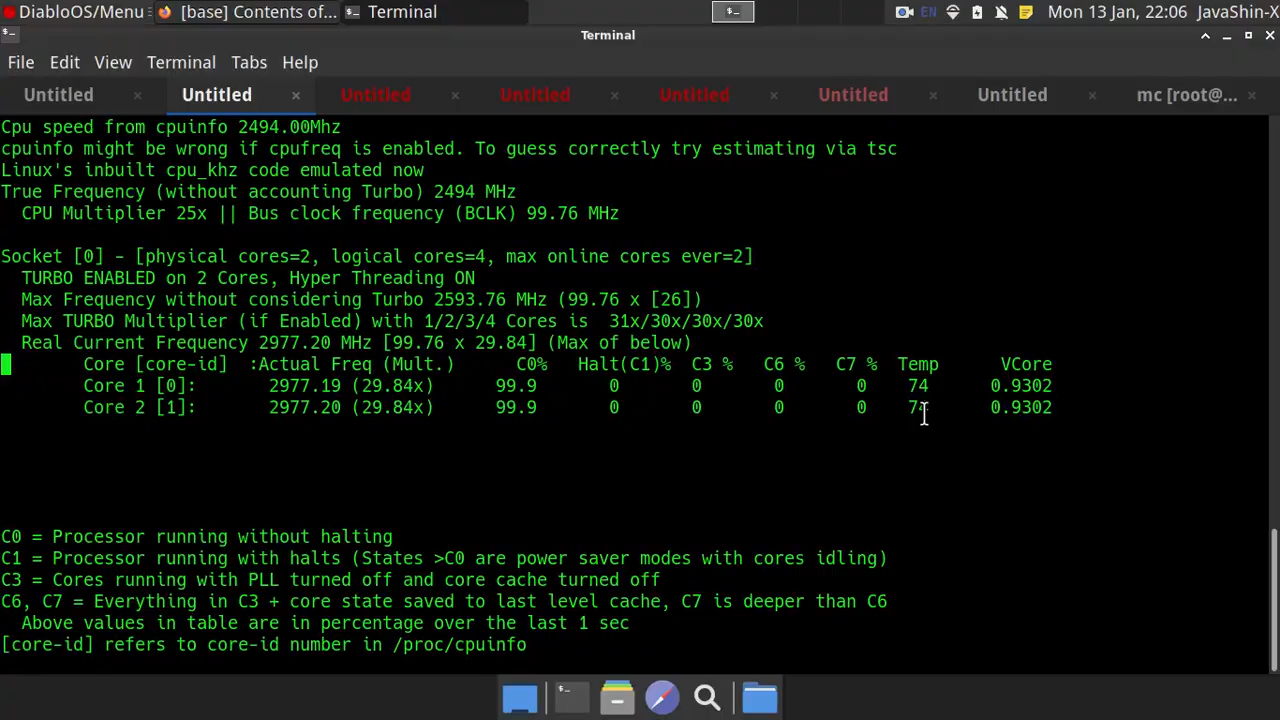 DiabloOS/Menu [base] Contents of... Terminal EN Mon 13 Jan, 22:06 JavaShin-X
Terminal
File Edit View Terminal Tabs Help
Untitled Untitled Untitled Untitled Untitled Untitled Untitled mc [root@...
Cpu speed from cpuinfo 2494.00Mhz
cpuinfo might be wrong if cpufreq is enabled. To guess correctly try estimating via tsc
Linux's inbuilt cpu_khz code emulated now
True Frequency (without accounting Turbo) 2494 MHz
CPU Multiplier 25x || Bus clock frequency (BCLK) 99.76 MHz
Socket [0] - [physical cores=2, logical cores=4, max online cores ever=2]
TURBO ENABLED on 2 Cores, Hyper Threading ON
Max Frequency without considering Turbo 2593.76 MHz (99.76 x [26])
Max TURBO Multiplier (if Enabled) with 1/2/3/4 Cores is 31x/30x/30x/30x
Real Current Frequency 2977.20 MHz [99.76 x 29.84] (Max of below)
Core [core-id] :Actual Freq (Mult.) C0% Halt(C1)% C3 % C6 % C7 % Temp VCore
Core 1 [0]: 2977.19 (29.84x) 99.9 0 0 0 0 74 0.9302
Core 2 [1]: 2977.20 (29.84x) 99.9 0 0 0 0 0.9302
C0 = Processor running without halting
C1 = Processor running with halts (States >C0 are power saver modes with cores idling)
C3 = Cores running with PLL turned off and core cache turned off
C6, C7 = Everything in C3 + core state saved to last level cache, C7 is deeper than C6
Above values in table are in percentage over the last 1 sec
[core-id] refers to core-id number in /proc/cpuinfo